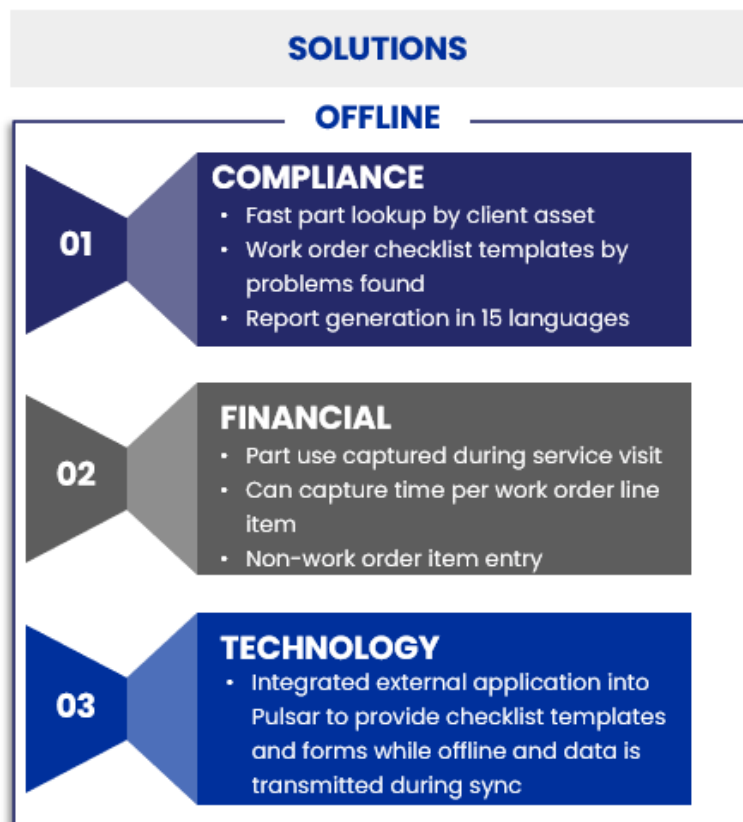 SOLUTIONS
OFFLINE
01
COMPLIANCE
• Fast part lookup by client asset
• Work order checklist templates by
problems found
• Report generation in 15 languages
02
FINANCIAL
• Part use captured during service visit
• Can capture time per work order line
item
• Non-work order item entry
03
TECHNOLOGY
• Integrated external application into
Pulsar to provide checklist templates
and forms while offline and data is
transmitted during sync